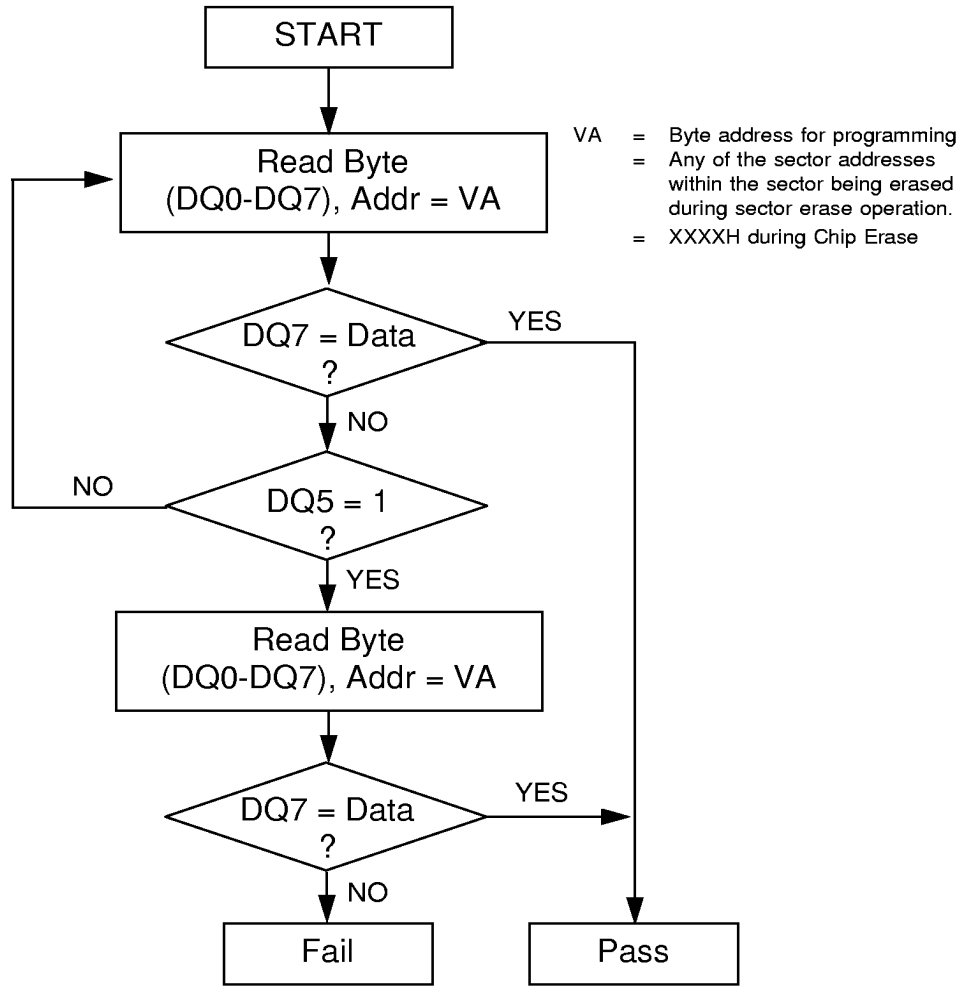 START
Read Byte
(DQ0-DQ7), Addr = VA
VA = Byte address for programming
= Any of the sector addresses
within the sector being erased
during sector erase operation.
= XXXXH during Chip Erase
DQ7 = Data
?
YES
NO
DQ5 = 1
?
NO
YES
Read Byte
(DQ0-DQ7), Addr = VA
DQ7 = Data
?
YES
NO
Fail
Pass